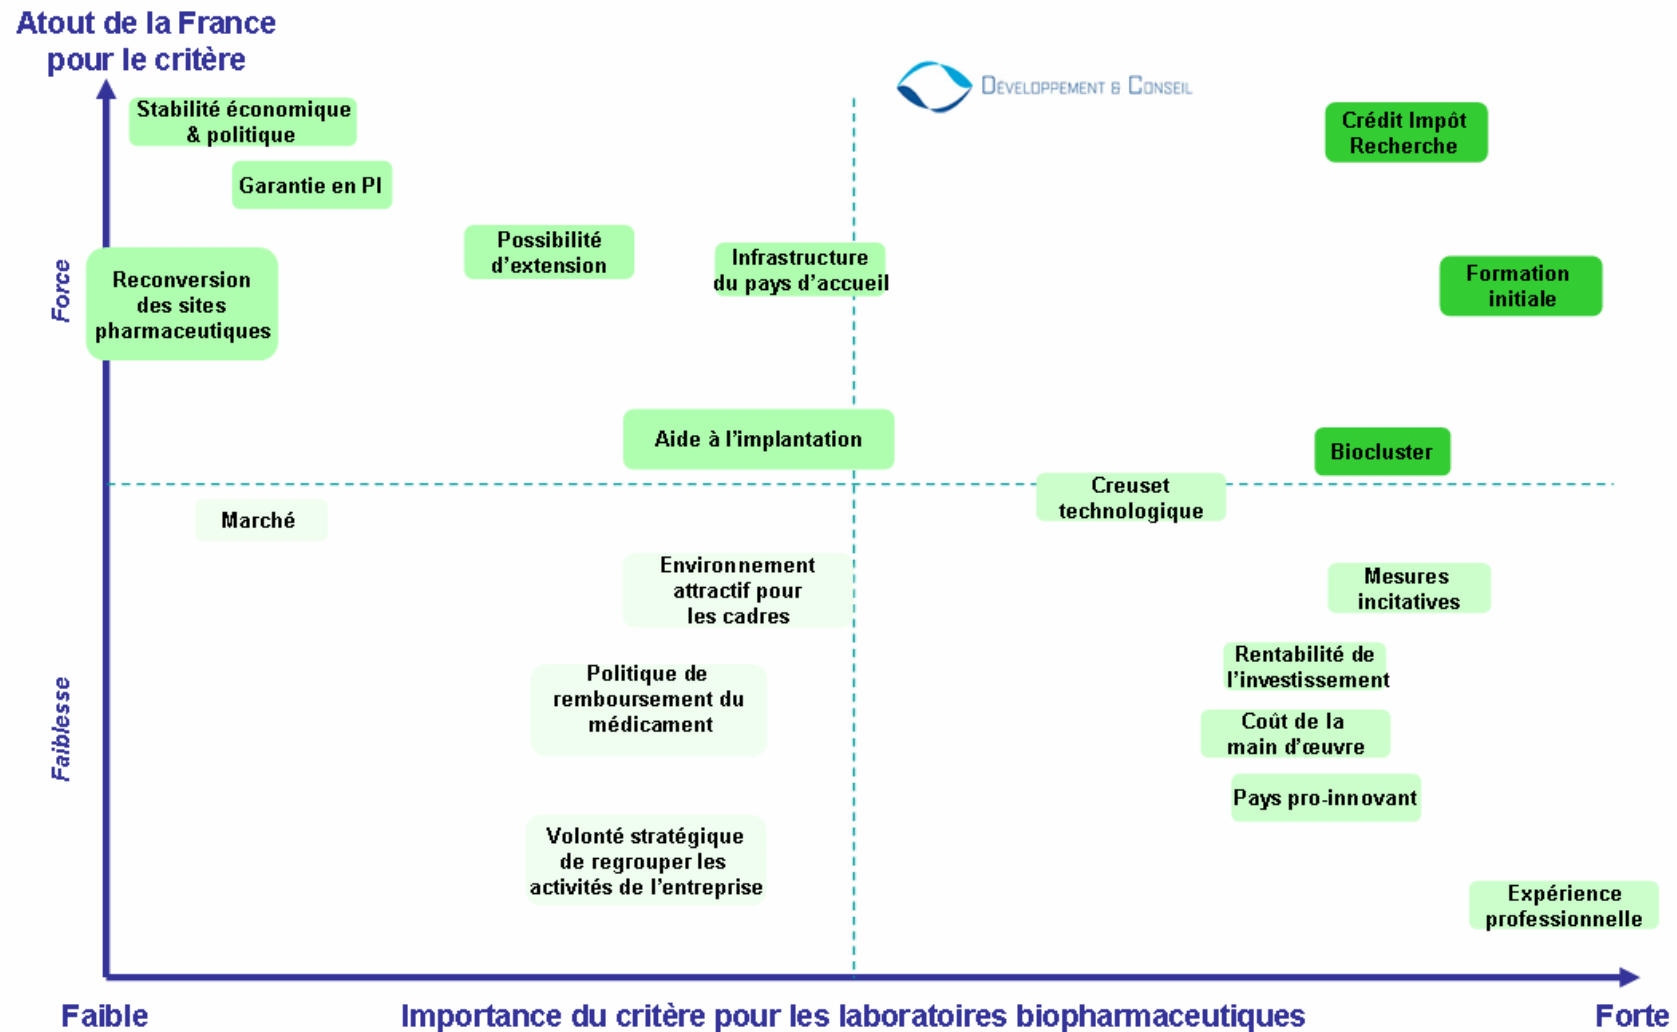 Atout de la France
pour le critère
DÉVELOPPEMENT & CONSEIL
Stabilité économique
& politique
Crédit Impôt
Recherche
Garantie en PI
Possibilité
d'extension
Infrastructure
du pays d'accueil
Force
Reconversion
des sites
pharmaceutiques
Formation
initiale
Aide à l'implantation
Biocluster
Creuset
technologique
Marché
Environnement
attractif pour
les cadres
Mesures
incitatives
Rentabilité de
l'investissement
Faiblesse
Politique de
remboursement du
médicament
Coût de la
main d'œuvre
Pays pro-innovant
Volonté stratégique
de regrouper les
activités de l'entreprise
Expérience
professionnelle
Faible
Importance du critère pour les laboratoires biopharmaceutiques
Forte